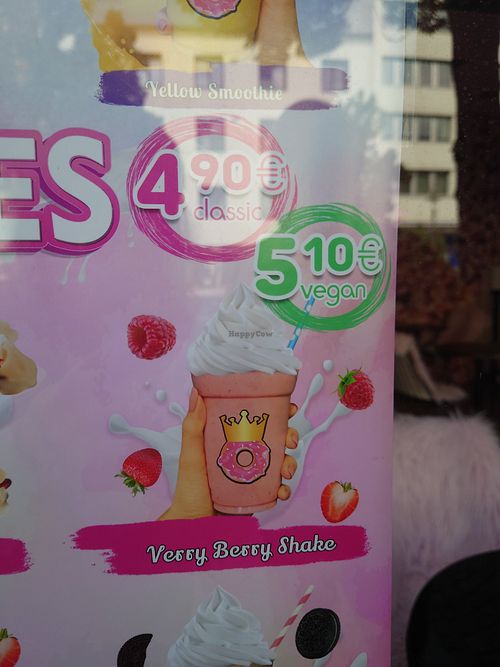 Yellow Smoothie
ES
4 90€
classic
5 10€
vegan
HappyCow
Verry Berry Shake